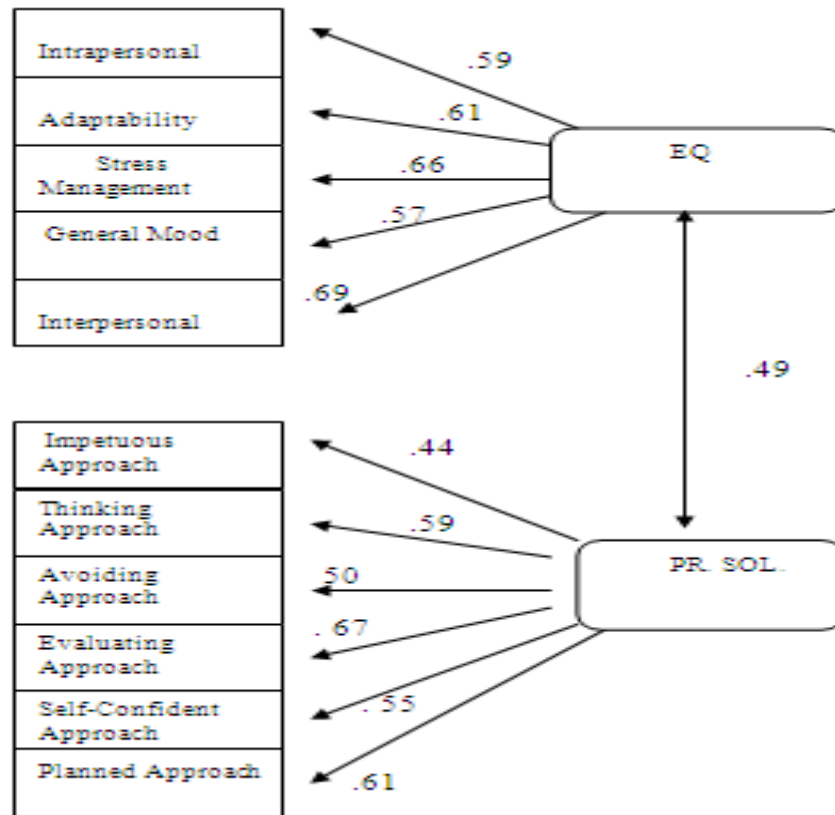 Intrapersonal
.59
Adaptability
.61
EQ
Stress
Management
.66
General Mood
.57
.69
Interpersonal
.49
Impetuous
Approach
.44
Thinking
Approach
.59
Avoiding
Approach
50
PR. SOL.
Evaluating
Approach
. 67
Self-Confident
Approach
. 55
Planned Approach
.61